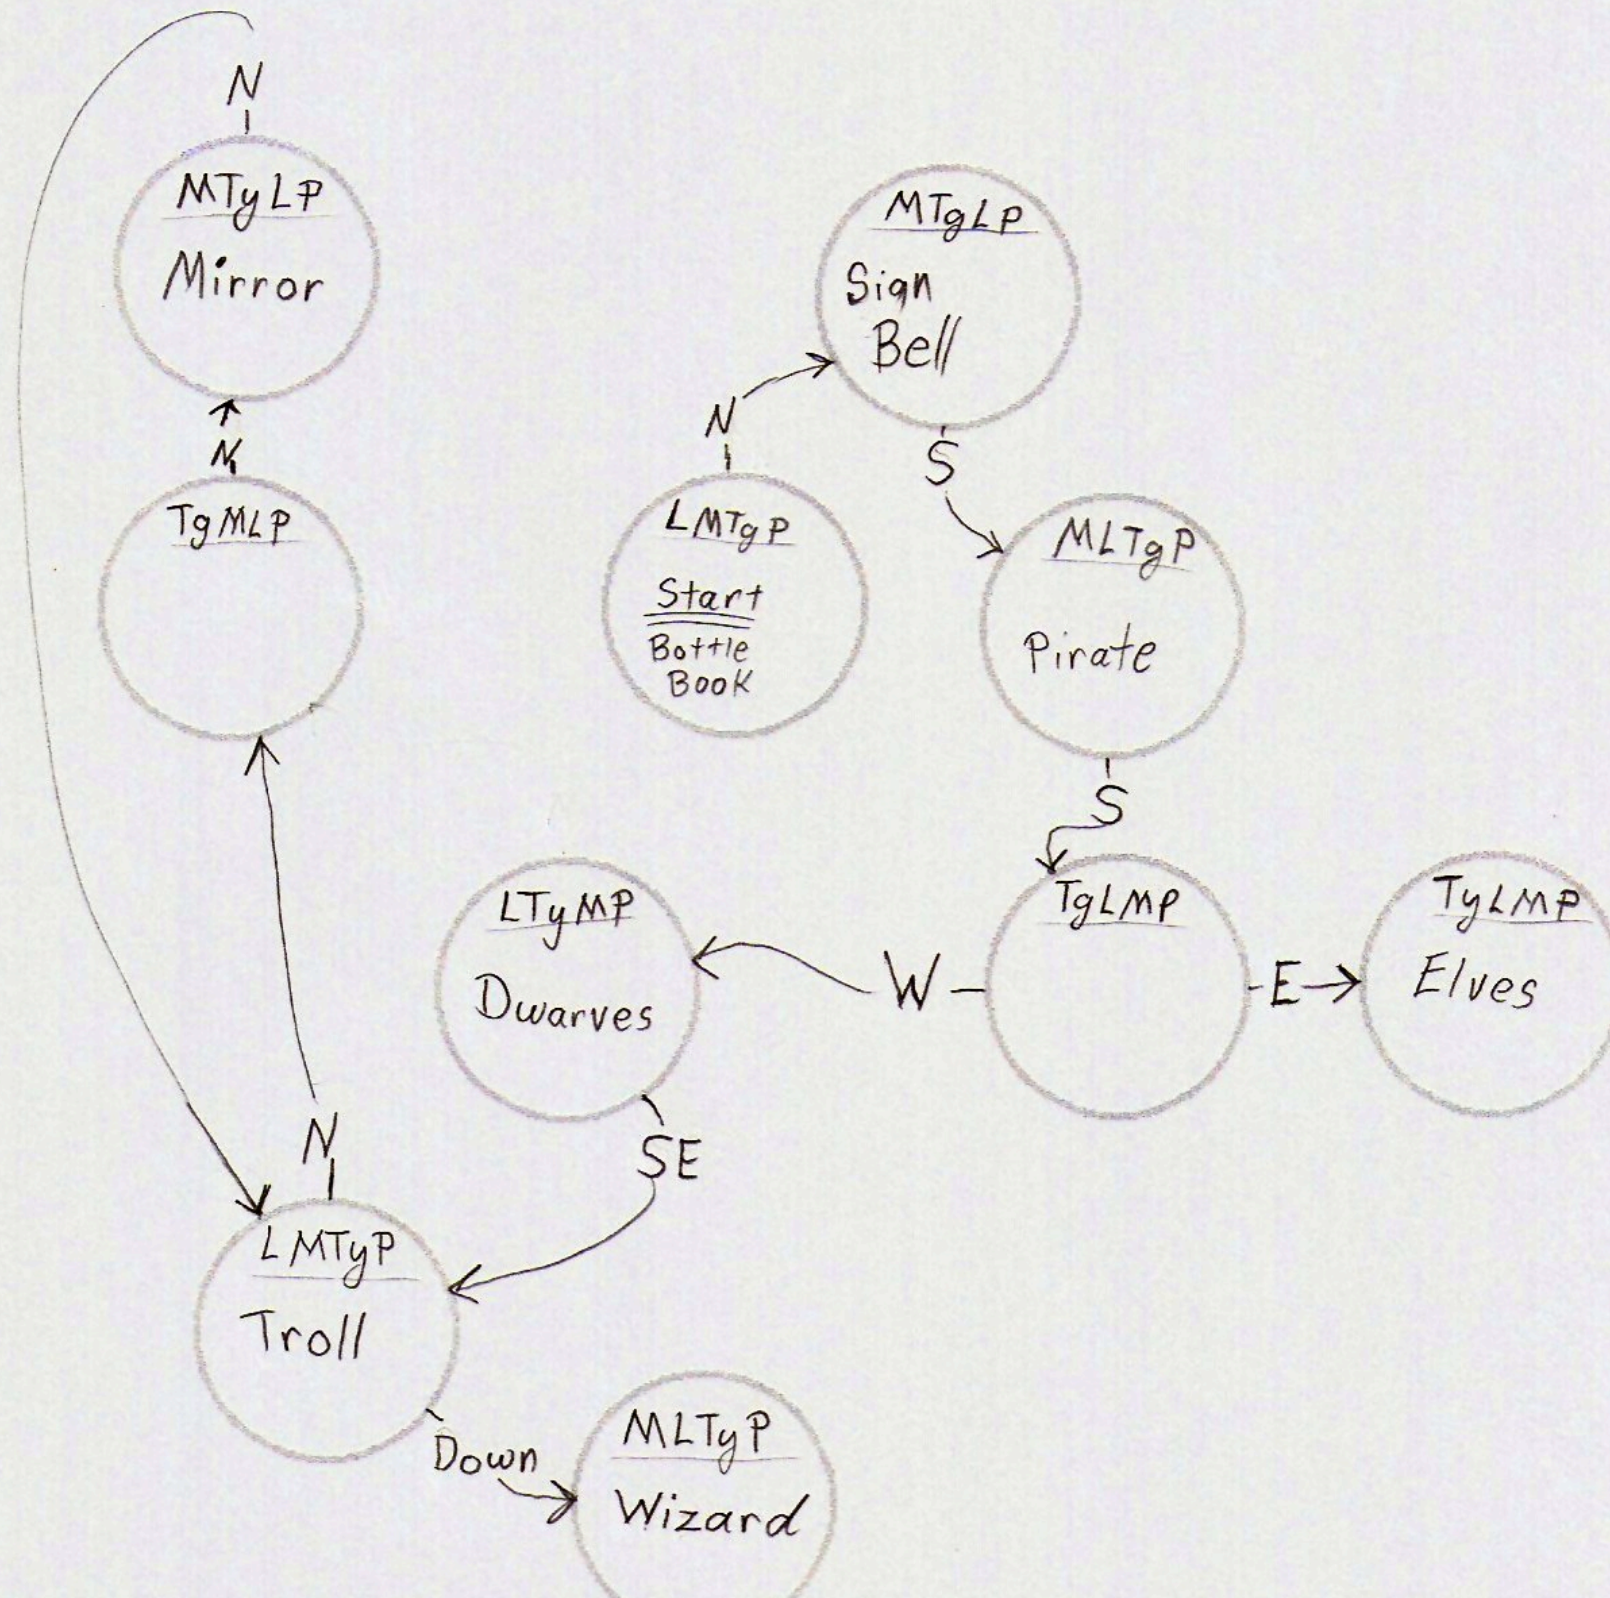 N
MTyLP
Mirror
N
TgMLP
MTgLP
Sign
Bell
N
S
LMTgP
Start
Bottle
Book
MLTgP
Pirate
S
LTyMP
Dwarves
W
TgLMP
E
TyLMP
Elves
SE
N
LMTyP
Troll
Down
MLTyP
Wizard